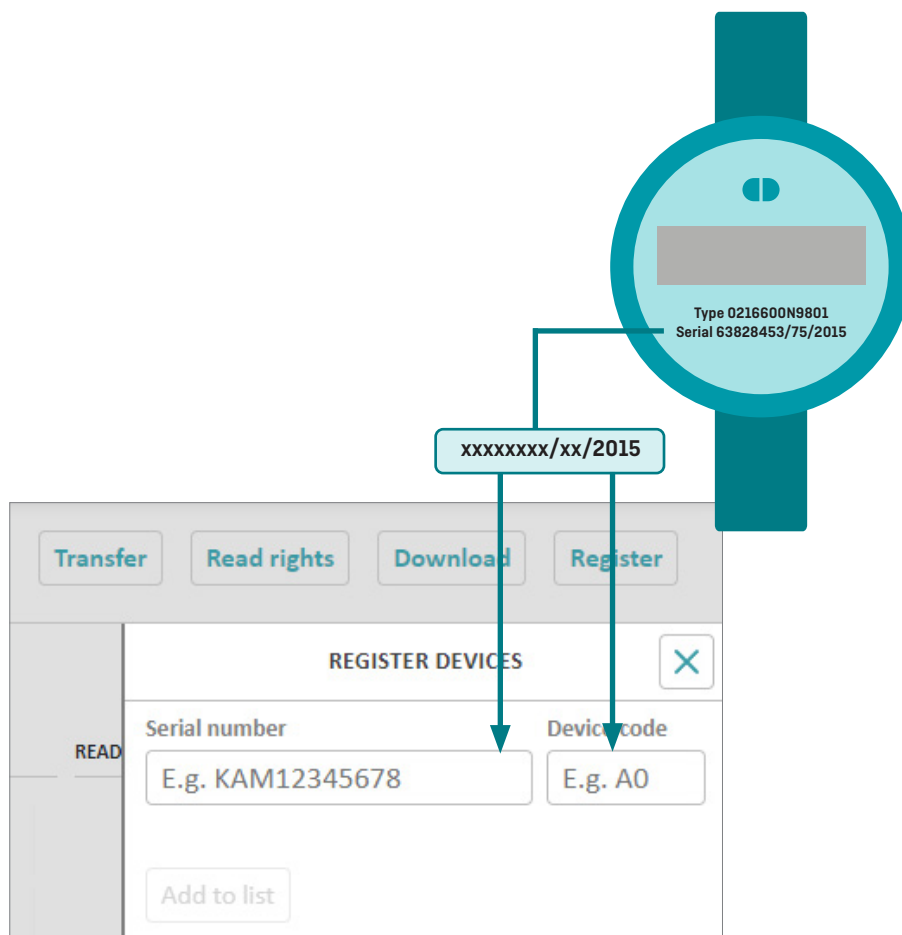 Type 0216600N9801
Serial 63828453/75/2015
xxxxxxxx/xx/2015
Transfer Read rights Download Register
REGISTER DEVICES
Serial number Device code
READ
E.g. KAM12345678 E.g. A0
Add to list